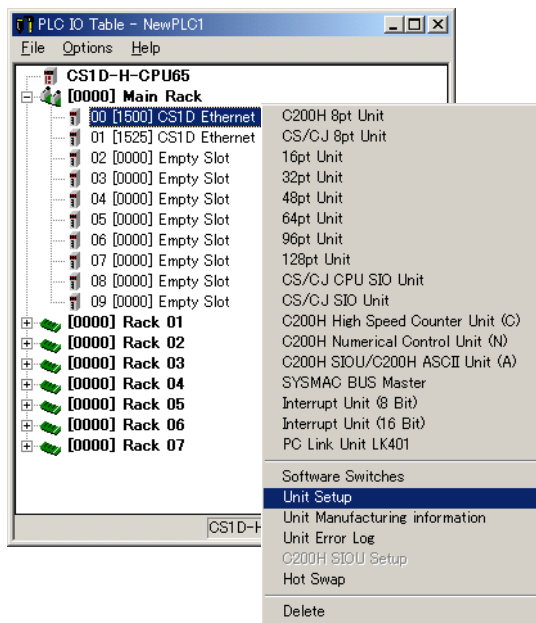 PLC IO Table - NewPLC1
File Options Help
CS1D-H-CPU65
[0000] Main Rack
00 [1500] CS1D Ethernet
01 [1525] CS1D Ethernet
02 [0000] Empty Slot
03 [0000] Empty Slot
04 [0000] Empty Slot
05 [0000] Empty Slot
06 [0000] Empty Slot
07 [0000] Empty Slot
08 [0000] Empty Slot
09 [0000] Empty Slot
[0000] Rack 01
[0000] Rack 02
[0000] Rack 03
[0000] Rack 04
[0000] Rack 05
[0000] Rack 06
[0000] Rack 07
CS1D-H
C200H 8pt Unit
CS/CJ 8pt Unit
16pt Unit
32pt Unit
48pt Unit
64pt Unit
96pt Unit
128pt Unit
CS/CJ CPU SIO Unit
CS/CJ SIO Unit
C200H High Speed Counter Unit (C)
C200H Numerical Control Unit (N)
C200H SIOU/C200H ASCII Unit (A)
SYSMAC BUS Master
Interrupt Unit (8 Bit)
Interrupt Unit (16 Bit)
PC Link Unit LK401
Software Switches
Unit Setup
Unit Manufacturing information
Unit Error Log
C200H SIOU Setup
Hot Swap
Delete